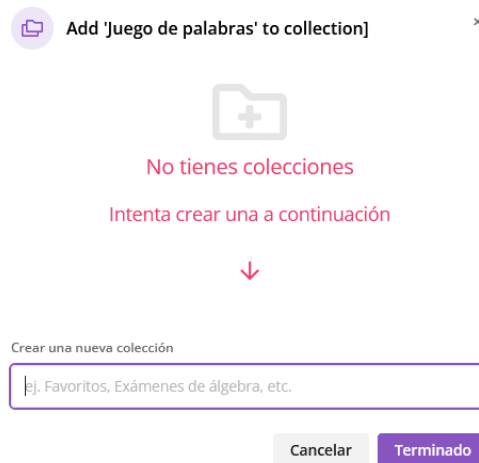 Add 'Juego de palabras' to collection]
No tienes colecciones
Intenta crear una a continuación
Crear una nueva colección
ej. Favoritos, Exámenes de álgebra, etc.
Cancelar
Terminado